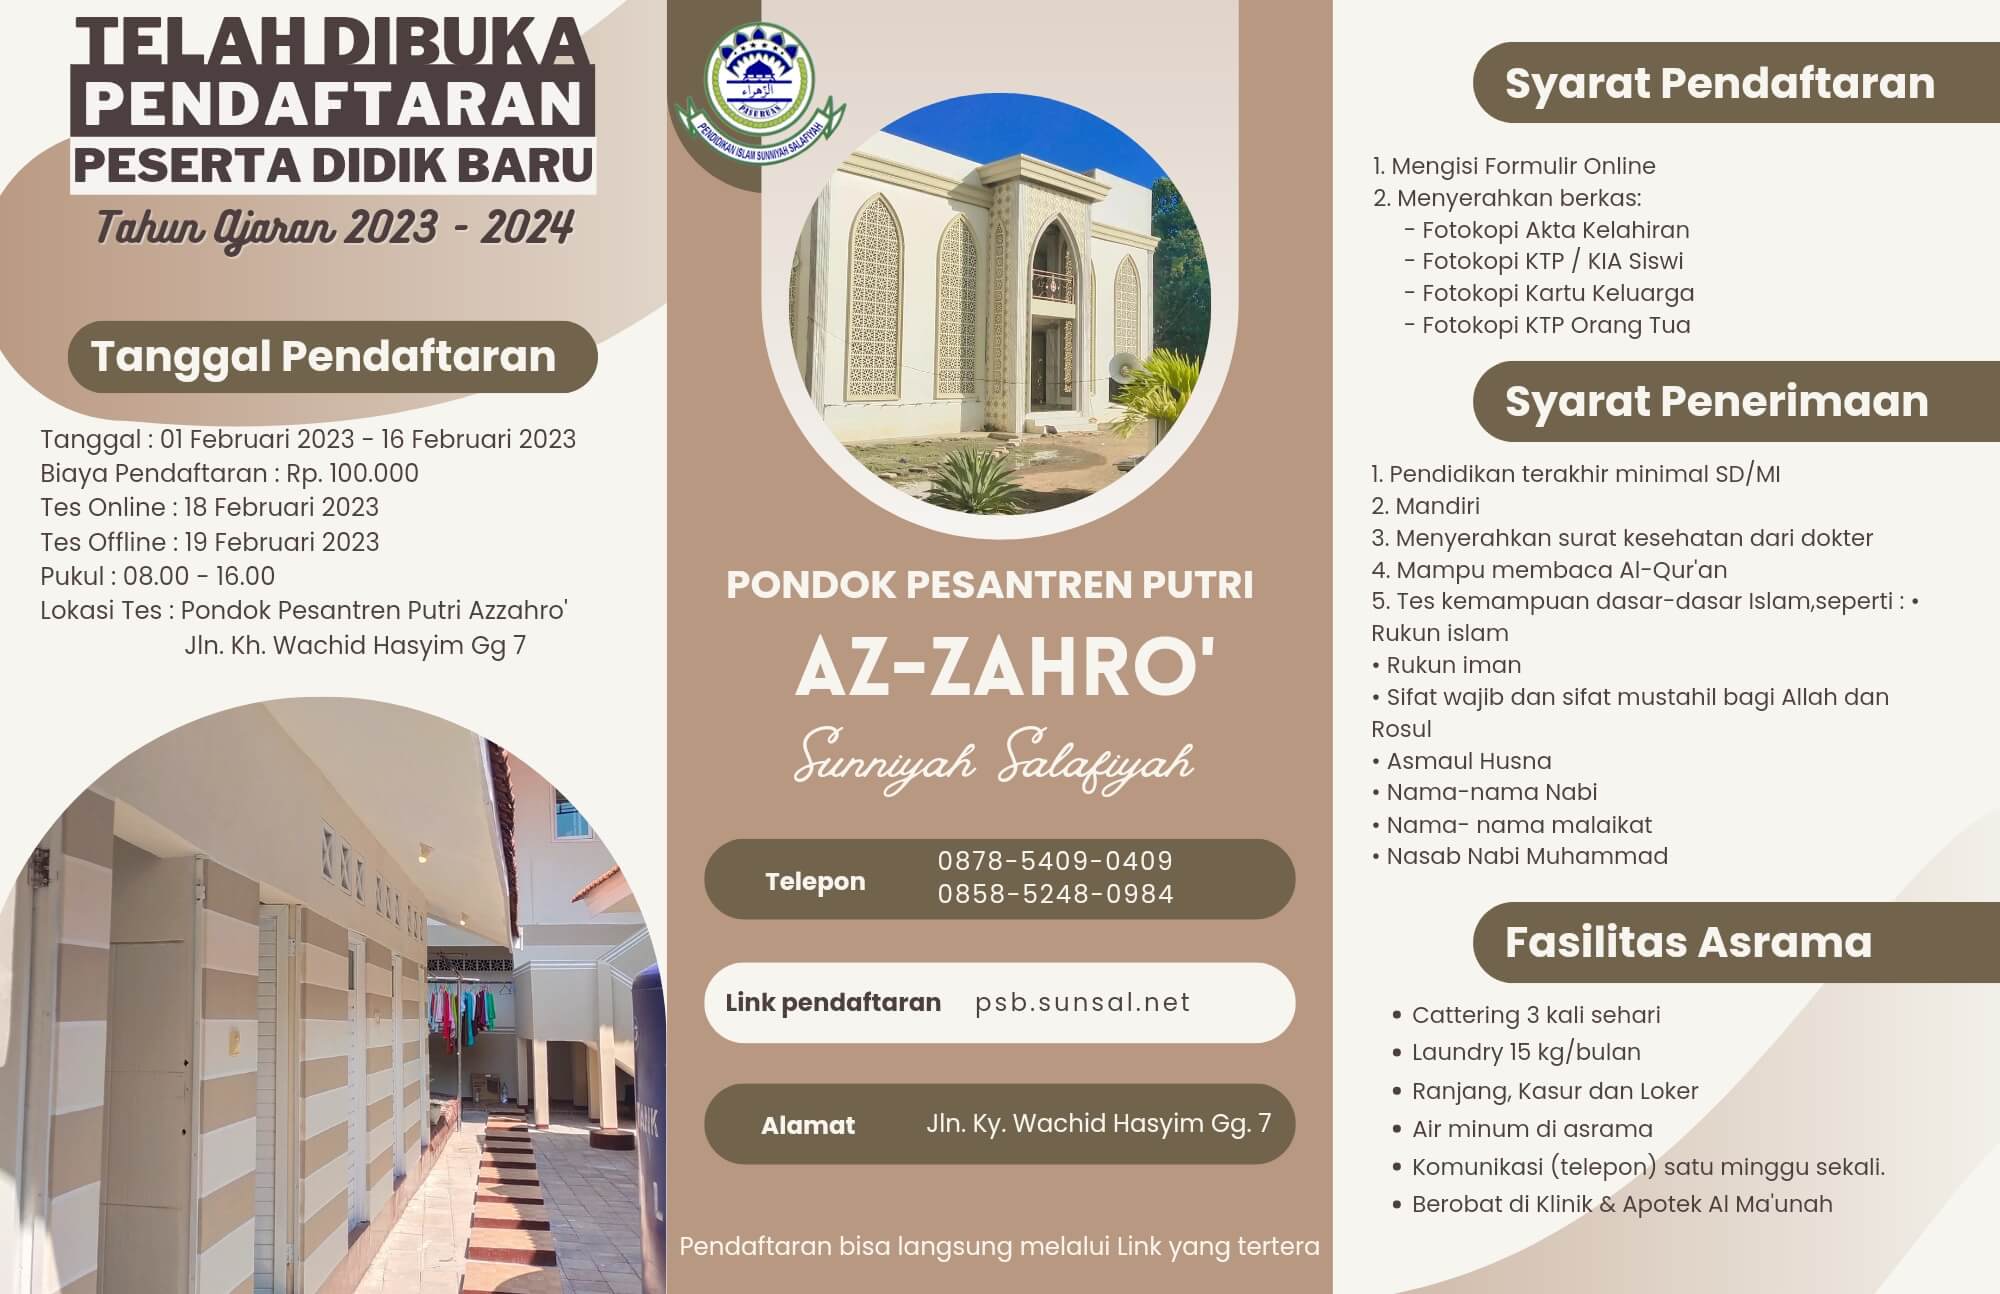 TELAH DIBUKA
PENDAFTARAN
PESERTA DIDIK BARU
Tahun Ajaran 2023 - 2024
Tanggal Pendaftaran
Tanggal : 01 Februari 2023 - 16 Februari 2023
Biaya Pendaftaran : Rp. 100.000
Tes Online : 18 Februari 2023
Tes Offline : 19 Februari 2023
Pukul : 08.00 - 16.00
Lokasi Tes : Pondok Pesantren Putri Azzahro'
Jln. Kh. Wachid Hasyim Gg 7
الزهراء
PASURUAN
PENDIDIKAN ISLAM SUNNIYAH SALAFIYAH
PONDOK PESANTREN PUTRI
AZ-ZAHRO'
Sunniyah Salafiyah
Telepon
0878-5409-0409
0858-5248-0984
Link pendaftaran psb.sunsal.net
Alamat Jln. Ky. Wachid Hasyim Gg. 7
Pendaftaran bisa langsung melalui Link yang tertera
Syarat Pendaftaran
1. Mengisi Formulir Online
2. Menyerahkan berkas:
- Fotokopi Akta Kelahiran
- Fotokopi KTP / KIA Siswi
- Fotokopi Kartu Keluarga
- Fotokopi KTP Orang Tua
Syarat Penerimaan
1. Pendidikan terakhir minimal SD/MI
2. Mandiri
3. Menyerahkan surat kesehatan dari dokter
4. Mampu membaca Al-Qur'an
5. Tes kemampuan dasar-dasar Islam,seperti : •
Rukun islam
• Rukun iman
• Sifat wajib dan sifat mustahil bagi Allah dan
Rosul
• Asmaul Husna
• Nama-nama Nabi
• Nama- nama malaikat
• Nasab Nabi Muhammad
Fasilitas Asrama
• Cattering 3 kali sehari
• Laundry 15 kg/bulan
• Ranjang, Kasur dan Loker
• Air minum di asrama
• Komunikasi (telepon) satu minggu sekali.
• Berobat di Klinik & Apotek Al Ma'unah